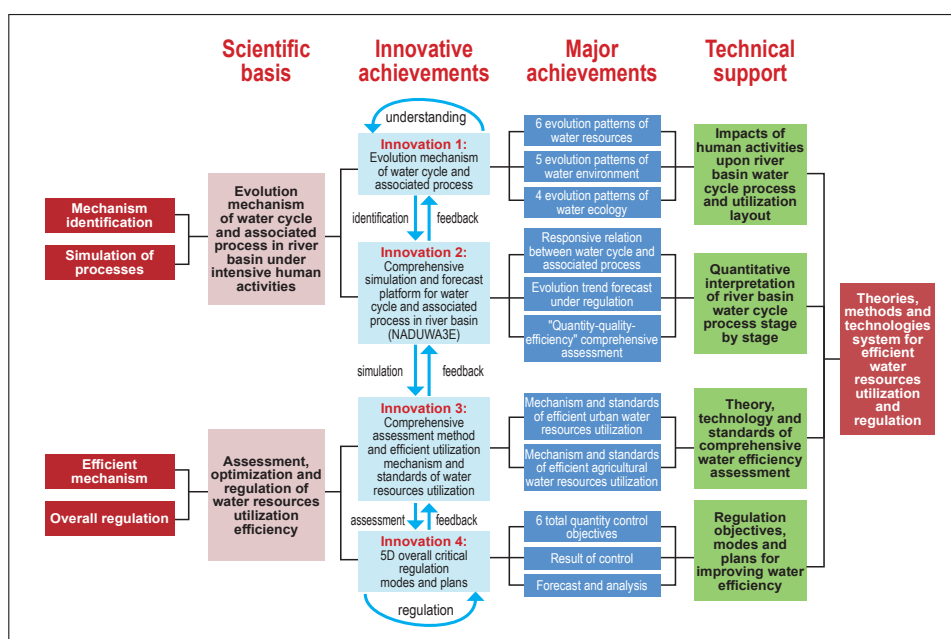 Scientific
basis
Innovative
achievements
Major
achievements
Technical
support
understanding
Innovation 1:
Evolution mechanism
of water cycle and
associated process
6 evolution patterns of
water resources
5 evolution patterns of
water environment
4 evolution patterns of
water ecology
Impacts of
human activities
upon river
basin water
cycle process
and utilization
layout
Mechanism
identification
Simulation of
processes
Evolution
mechanism
of water cycle
and associated
process in river
basin under
intensive human
activities
identification
feedback
Innovation 2:
Comprehensive
simulation and forecast
platform for water
cycle and associated
process in river basin
(NADUWA3E)
Responsive relation
between water cycle and
associated process
Evolution trend forecast
under regulation
"Quantity-quality-
efficiency" comprehensive
assessment
Quantitative
interpretation
of river basin
water cycle
process stage
by stage
Theories,
methods and
technologies
system for
efficient
water
resources
utilization
and
regulation
simulation
feedback
Innovation 3:
Comprehensive
assessment method
and efficient utilization
mechanism and
standards of water
resources utilization
Mechanism and standards
of efficient urban water
resources utilization
Mechanism and standards
of efficient agricultural
water resources utilization
Theory,
technology and
standards of
comprehensive
water efficiency
assessment
Efficient
mechanism
Overall regulation
Assessment,
optimization and
regulation of
water resources
utilization
efficiency
assessment
feedback
Innovation 4:
5D overall critical
regulation
modes and plans
6 total quantity control
objectives
Result of control
Forecast and analysis
Regulation
objectives,
modes and
plans for
improving water
efficiency
regulation